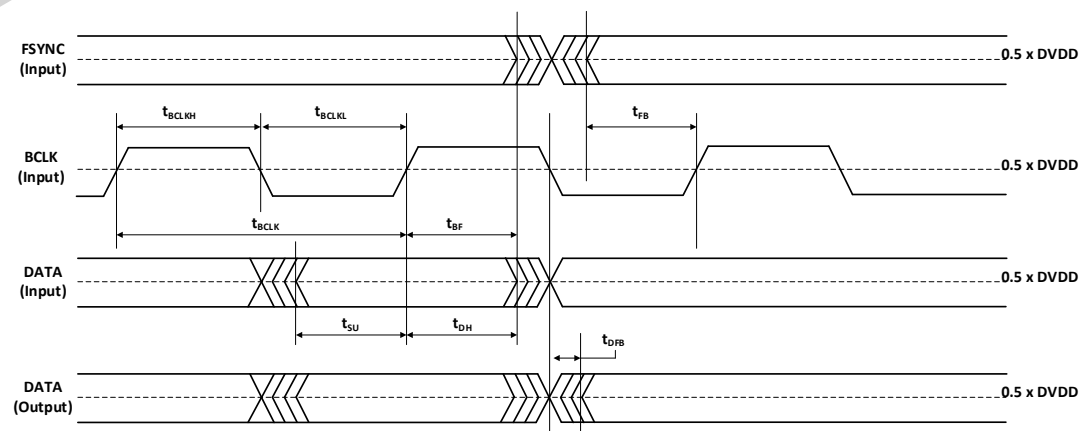 FSYNC
(Input)
0.5 x DVDD
tBCLKH
tBCLKL
tFB
BCLK
(Input)
0.5 x DVDD
tBCLK
tBF
DATA
(Input)
0.5 x DVDD
tSU
tDH
tDFB
DATA
(Output)
0.5 x DVDD